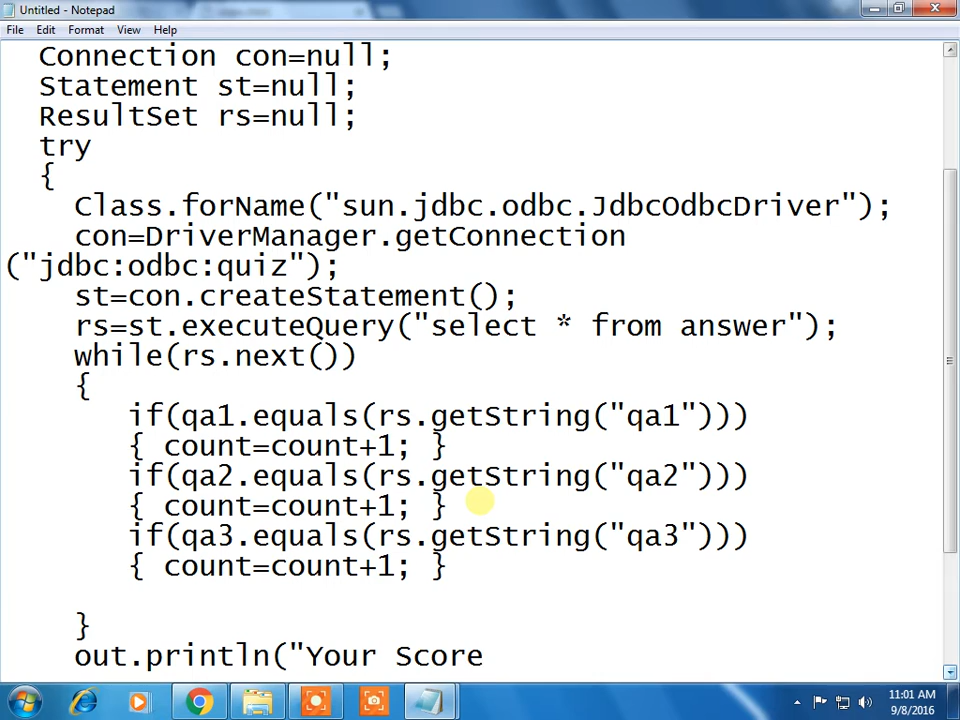 Untitled - Notepad
File Edit Format View Help
Connection con=null;
Statement st=null;
ResultSet rs=null;
try
{
Class.forName("sun.jdbc.odbc.JdbcOdbcDriver");
con=DriverManager.getConnection
("jdbc:odbc:quiz");
st=con.createStatement();
rs=st.executeQuery("select * from answer");
while(rs.next())
{
if(qa1.equals(rs.getString("qa1")))
{ count=count+1; }
if(qa2.equals(rs.getString("qa2")))
{ count=count+1; }
if(qa3.equals(rs.getString("qa3")))
{ count=count+1; }
}
out.println("Your Score
11:01 AM
9/8/2016